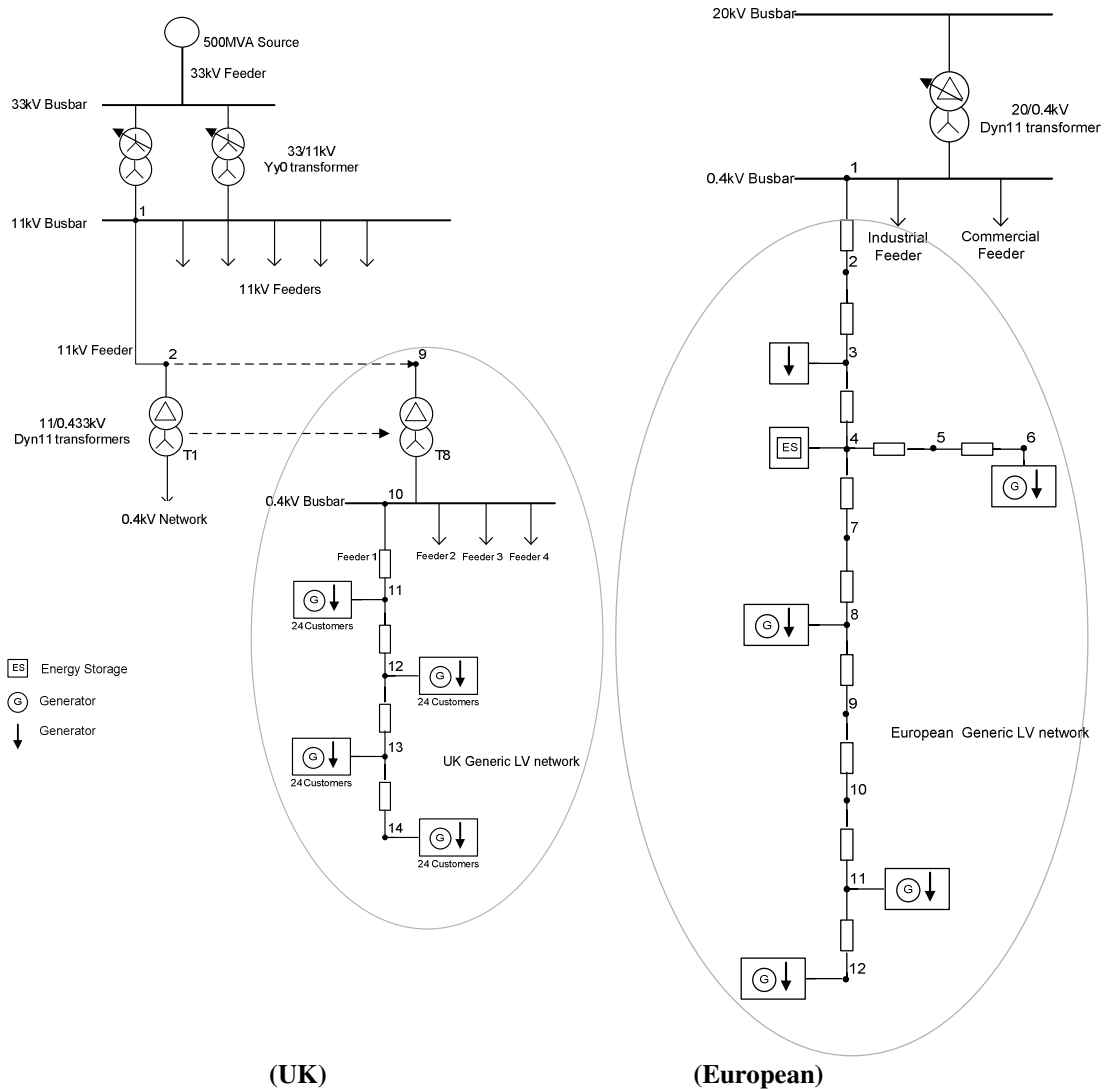 500MVA Source
33kV Feeder
33kV Busbar
33/11kV
Yy0 transformer
1
11kV Busbar
11kV Feeders
11kV Feeder
2
9
11/0.433kV
Dyn11 transformers
T1
T8
0.4kV Network
0.4kV Busbar
10
Feeder 1
Feeder 2
Feeder 3
Feeder 4
G
11
24 Customers
12
G
24 Customers
13
G
24 Customers
UK Generic LV network
14
G
24 Customers
ES Energy Storage
G Generator
Generator
(UK)
20kV Busbar
20/0.4kV
Dyn11 transformer
0.4kV Busbar
1
Industrial
Feeder
Commercial
Feeder
2
3
ES
4
5
6
G
7
G
8
9
European Generic LV network
10
11
G
G
12
(European)